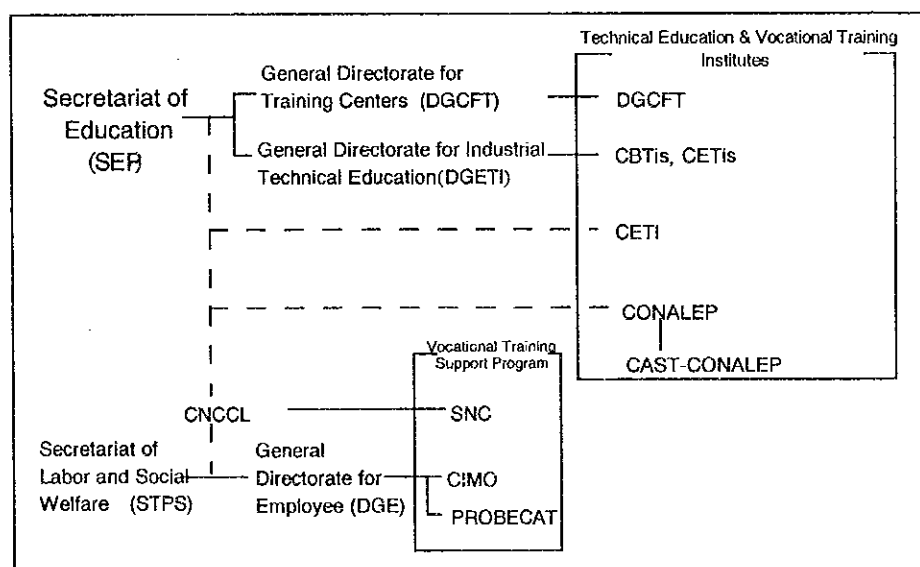 Technical Education & Vocational Training
Institutes
General Directorate for
Training Centers (DGCFT)
DGCFT
Secretariat of
Education
(SEP)
General Directorate for Industrial
Technical Education(DGETI)
CBTis, CETis
CETI
CONALEP
CAST-CONALEP
Vocational Training
Support Program
CNCCL
SNC
Secretariat of
Labor and Social
Welfare (STPS)
General
Directorate for
Employee (DGE)
CIMO
PROBECAT